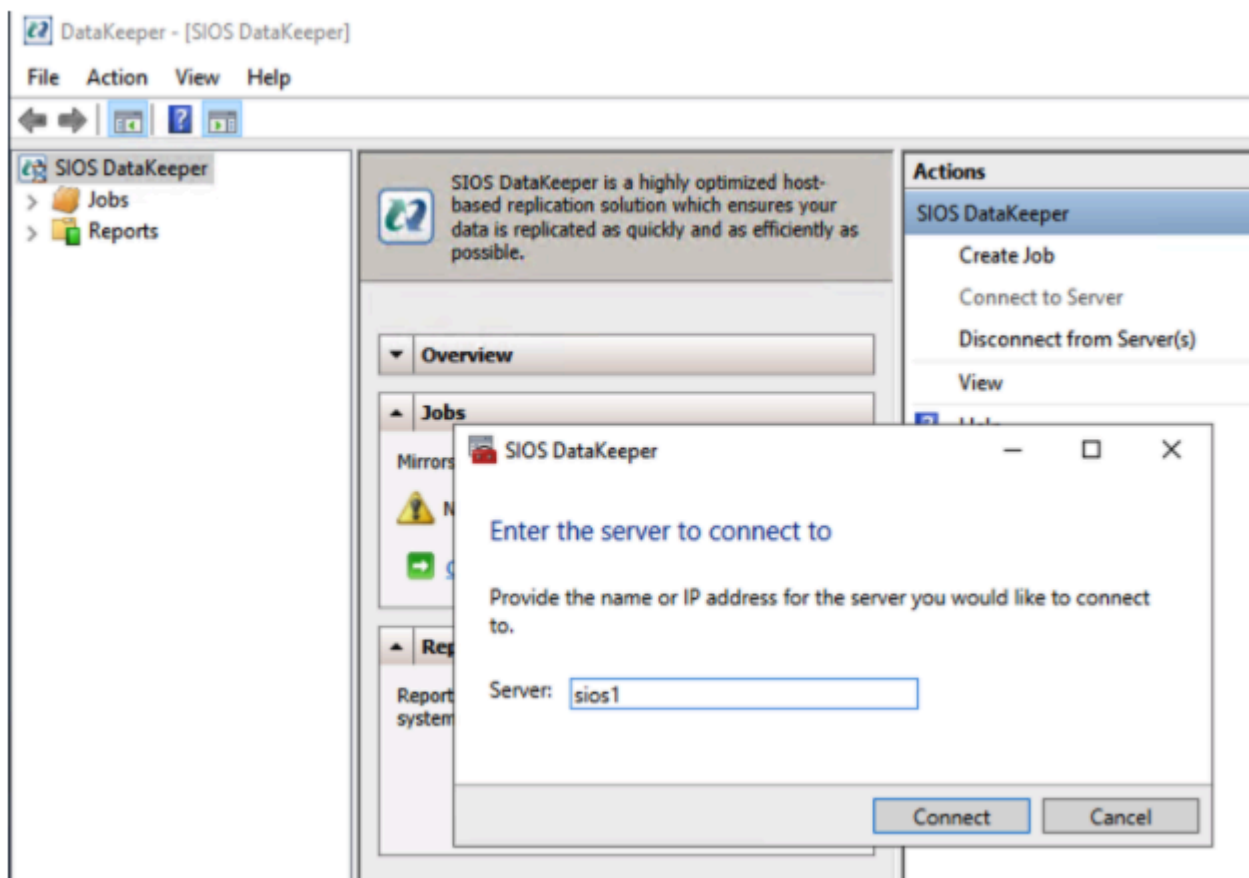 DataKeeper - [SIOS DataKeeper]
File Action View Help
SIOS DataKeeper
Jobs
Reports
SIOS DataKeeper is a highly optimized host-
based replication solution which ensures your
data is replicated as quickly and as efficiently as
possible.
Overview
Jobs
Mirrors
Report
system
Actions
SIOS DataKeeper
Create Job
Connect to Server
Disconnect from Server(s)
View
SIOS DataKeeper
Enter the server to connect to
Provide the name or IP address for the server you would like to connect
to.
Server: sios1
Connect Cancel